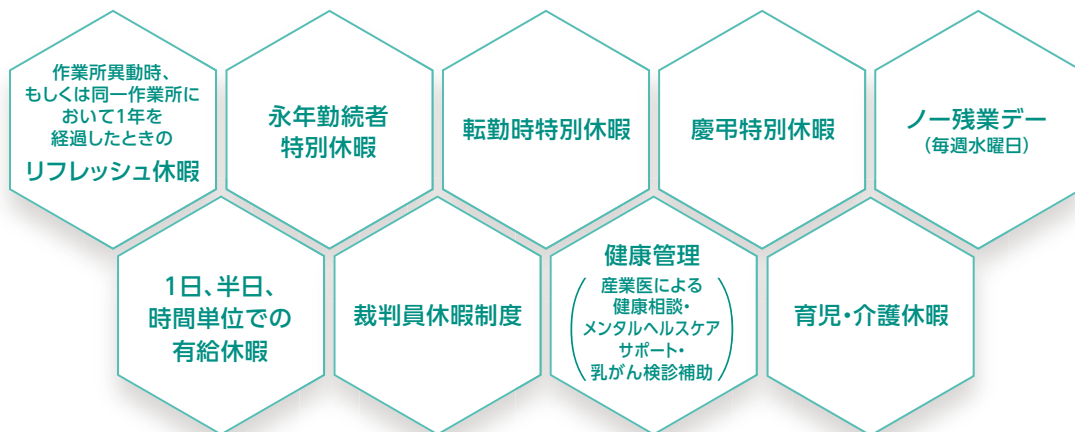 作業所異動時、
もしくは同一作業所に
おいて1年を
経過したときの
リフレッシュ休暇
永年勤続者
特別休暇
転勤時特別休暇
慶弔特別休暇
ノー残業デー
(毎週水曜日)
1日、半日、
時間単位での
有給休暇
裁判員休暇制度
健康管理
(産業医による
健康相談・
メンタルヘルスケア
サポート・
乳がん検診補助)
育児・介護休暇